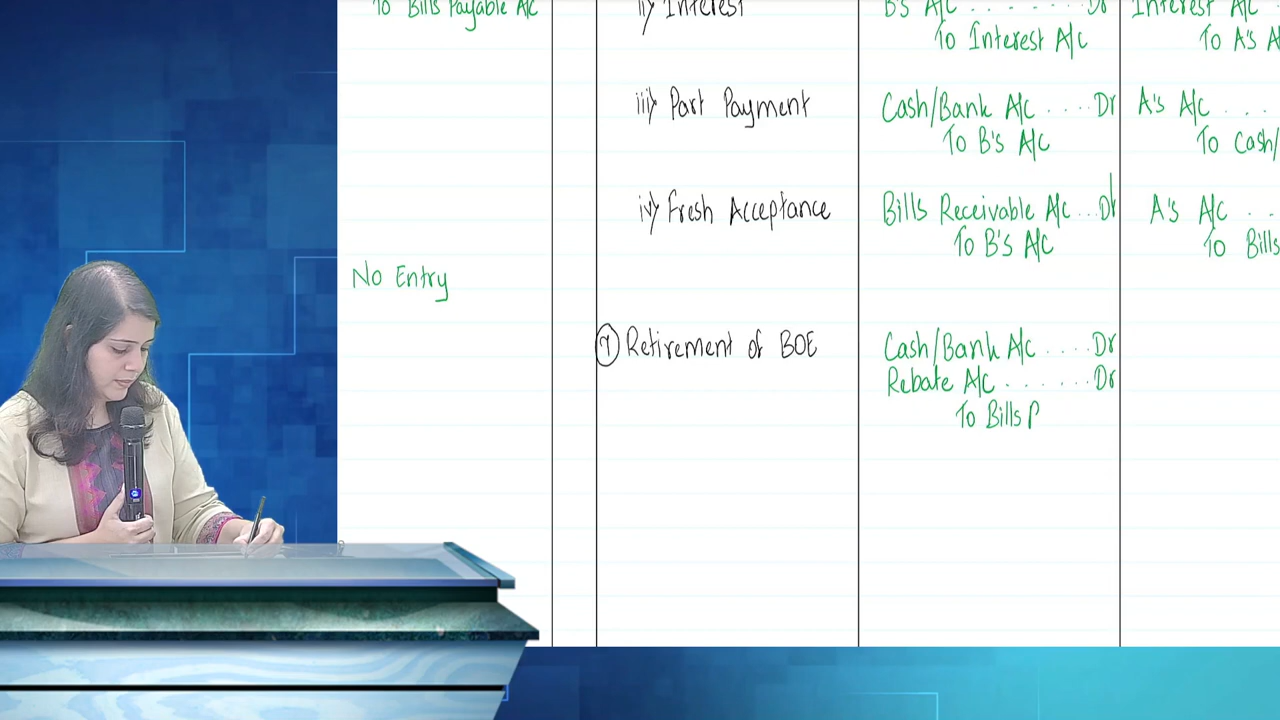 To Bills Payable A/c
No Entry
ii) Interest
iii) Part Payment
iv) Fresh Acceptance
7 Retirement of BOE
B's A/c ........ Dr
To Interest A/c
Cash/Bank A/c .... Dr
To B's A/c
Bills Receivable A/c ... Dr
To B's A/c
Cash/Bank A/c .... Dr
Rebate A/c ....... Dr
To Bills P
Interest A/c
To A's A
A's A/c ...
To Cash/
A's A/c ...
To Bills